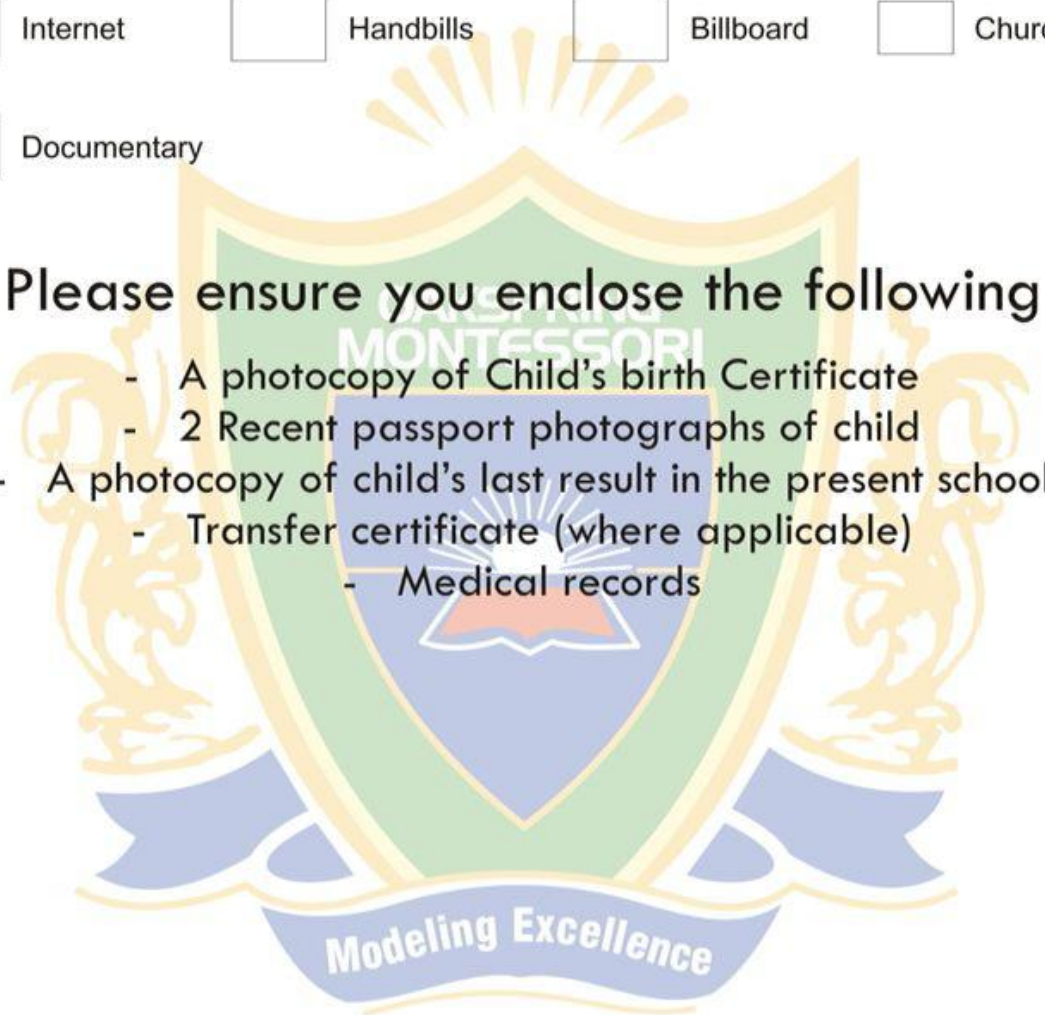 Internet Handbills Billboard
Documentary
Please ensure you enclose the following
OAKSPRING
MONTESSORI
- A photocopy of Child's birth Certificate
- 2 Recent passport photographs of child
- A photocopy of child's last result in the present school
- Transfer certificate (where applicable)
- Medical records
Modeling Excellence